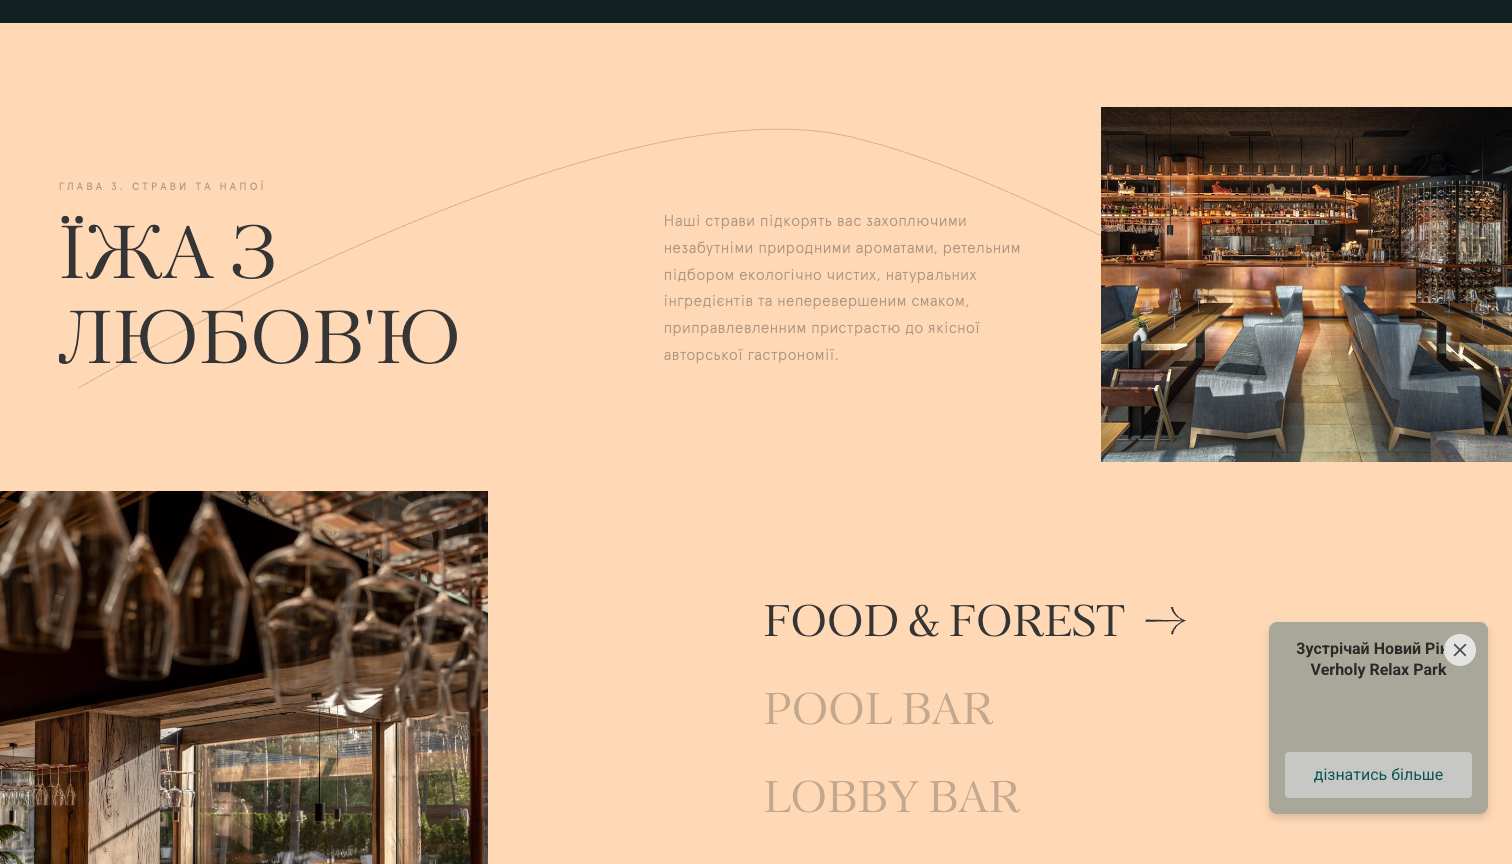 ГЛАВА 3. СТРАВИ ТА НАПОЇ
ЇЖА З
ЛЮБОВ'Ю
Наші страви підкорять вас захоплючими
незабутніми природними ароматами, ретельним
підбором екологічно чистих, натуральних
інгредієнтів та неперевершеним смаком,
приправлевленним пристрастю до якісної
авторської гастрономії.
FOOD & FOREST
POOL BAR
LOBBY BAR
Зустрічай Новий
Verholy Relax Park
дізнатись більше